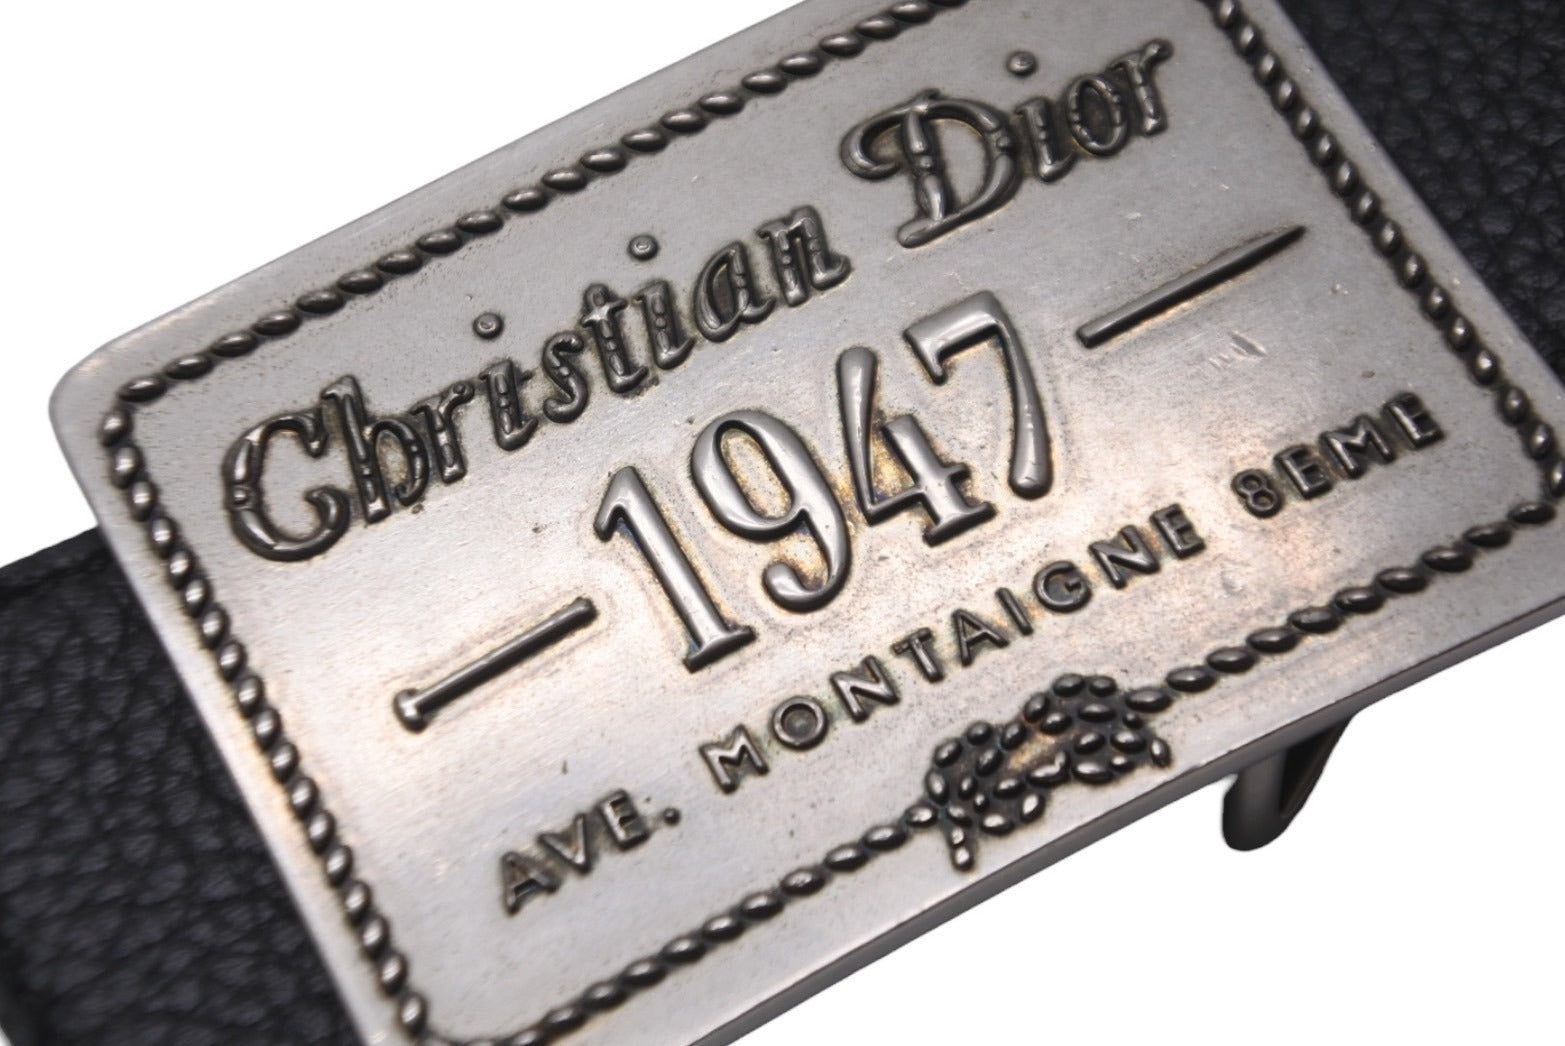 Christian Dior
1947
AVE. MONTAIGNE 8EME